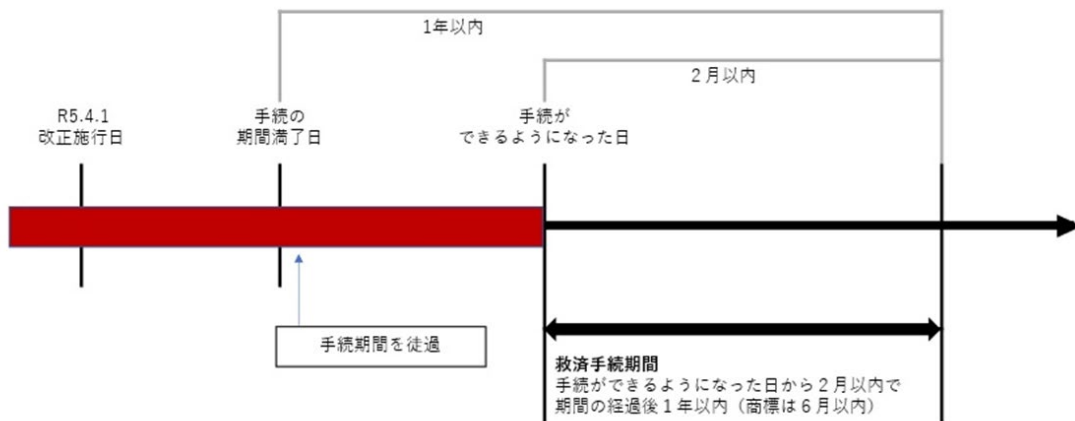 1年以内
２月以内
R5.4.1
改正施行日
手続の
期間満了日
手続が
できるようになった日
手続期間を徒過
救済手続期間
手続ができるようになった日から２月以内で
期間の経過後１年以内（商標は６月以内）